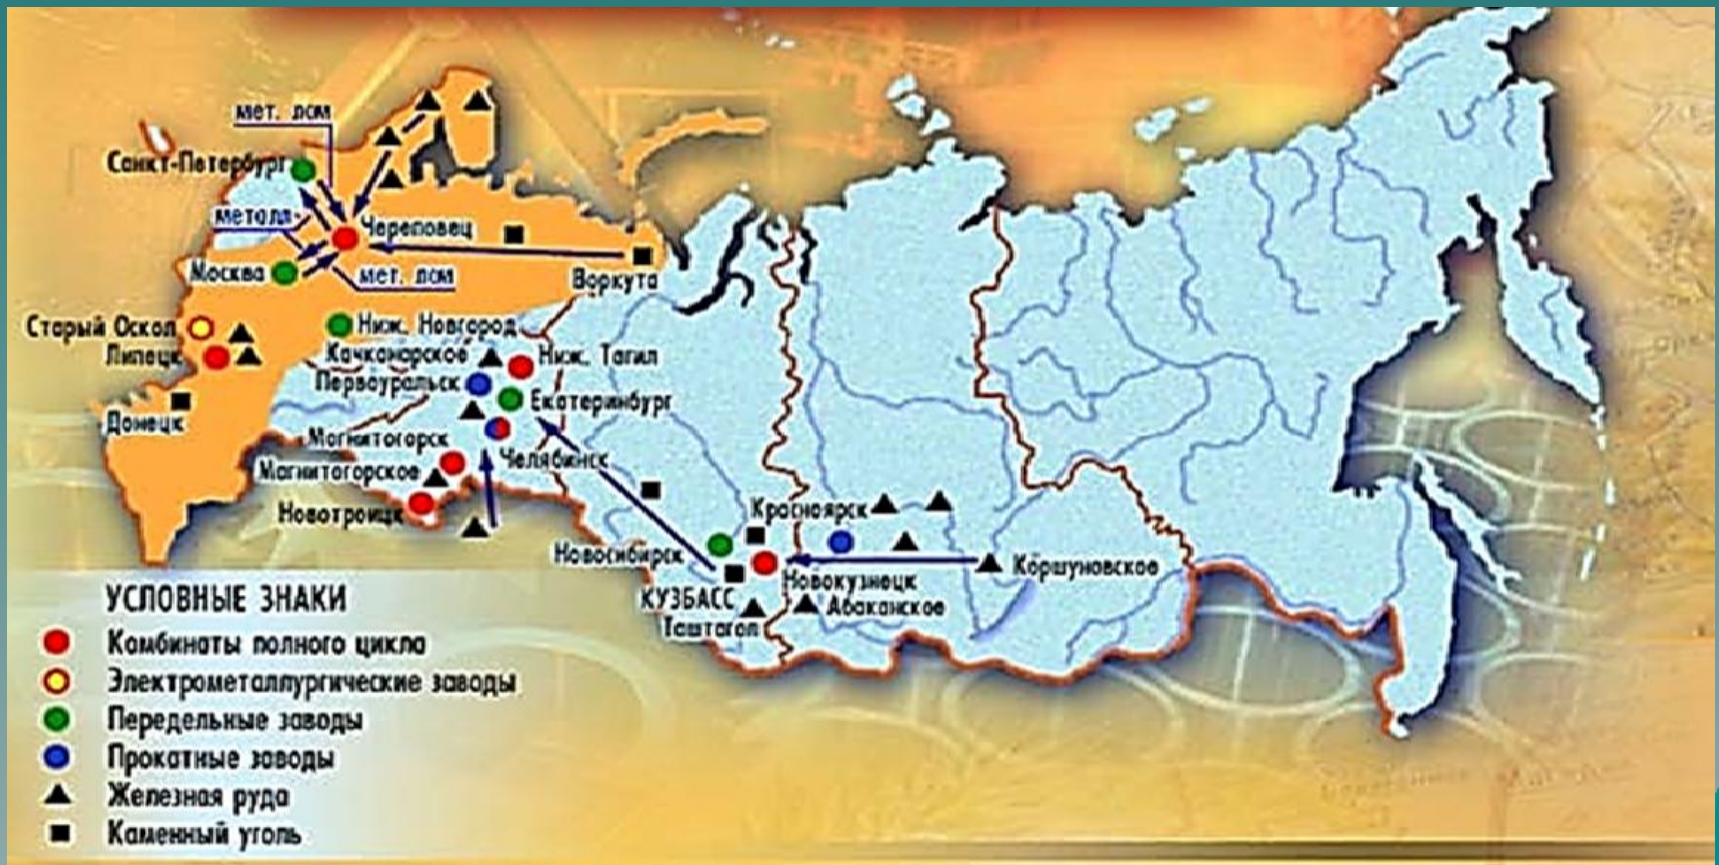 мет. лом
Санкт-Петербург
металл
Череповец
Москва
мет. лом
Воркута
Старый Оскол
Ниж. Новгород
Липецк
Качканарское
Ниж. Тагил
Первоуральск
Екатеринбург
Донецк
Магнитогорск
Челябинск
Магнитогорское
Новотроицк
Красноярск
Новосибирск
Коршуновское
Новокузнецк
КУЗБАСС
Абаканское
Таштагол
УСЛОВНЫЕ ЗНАКИ
Комбинаты полного цикла
Электрометаллургические заводы
Передельные заводы
Прокатные заводы
Железная руда
Каменный уголь